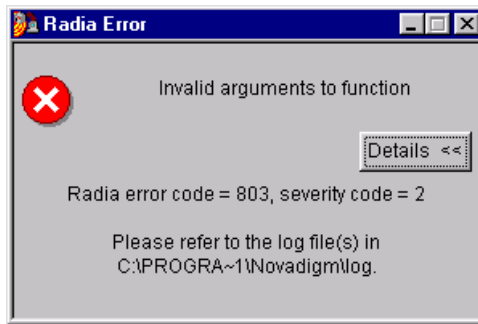 Radia Error
Invalid arguments to function
Details <<
Radia error code = 803, severity code = 2
Please refer to the log file(s) in
C:\PROGRA~1\Novadigm\log.